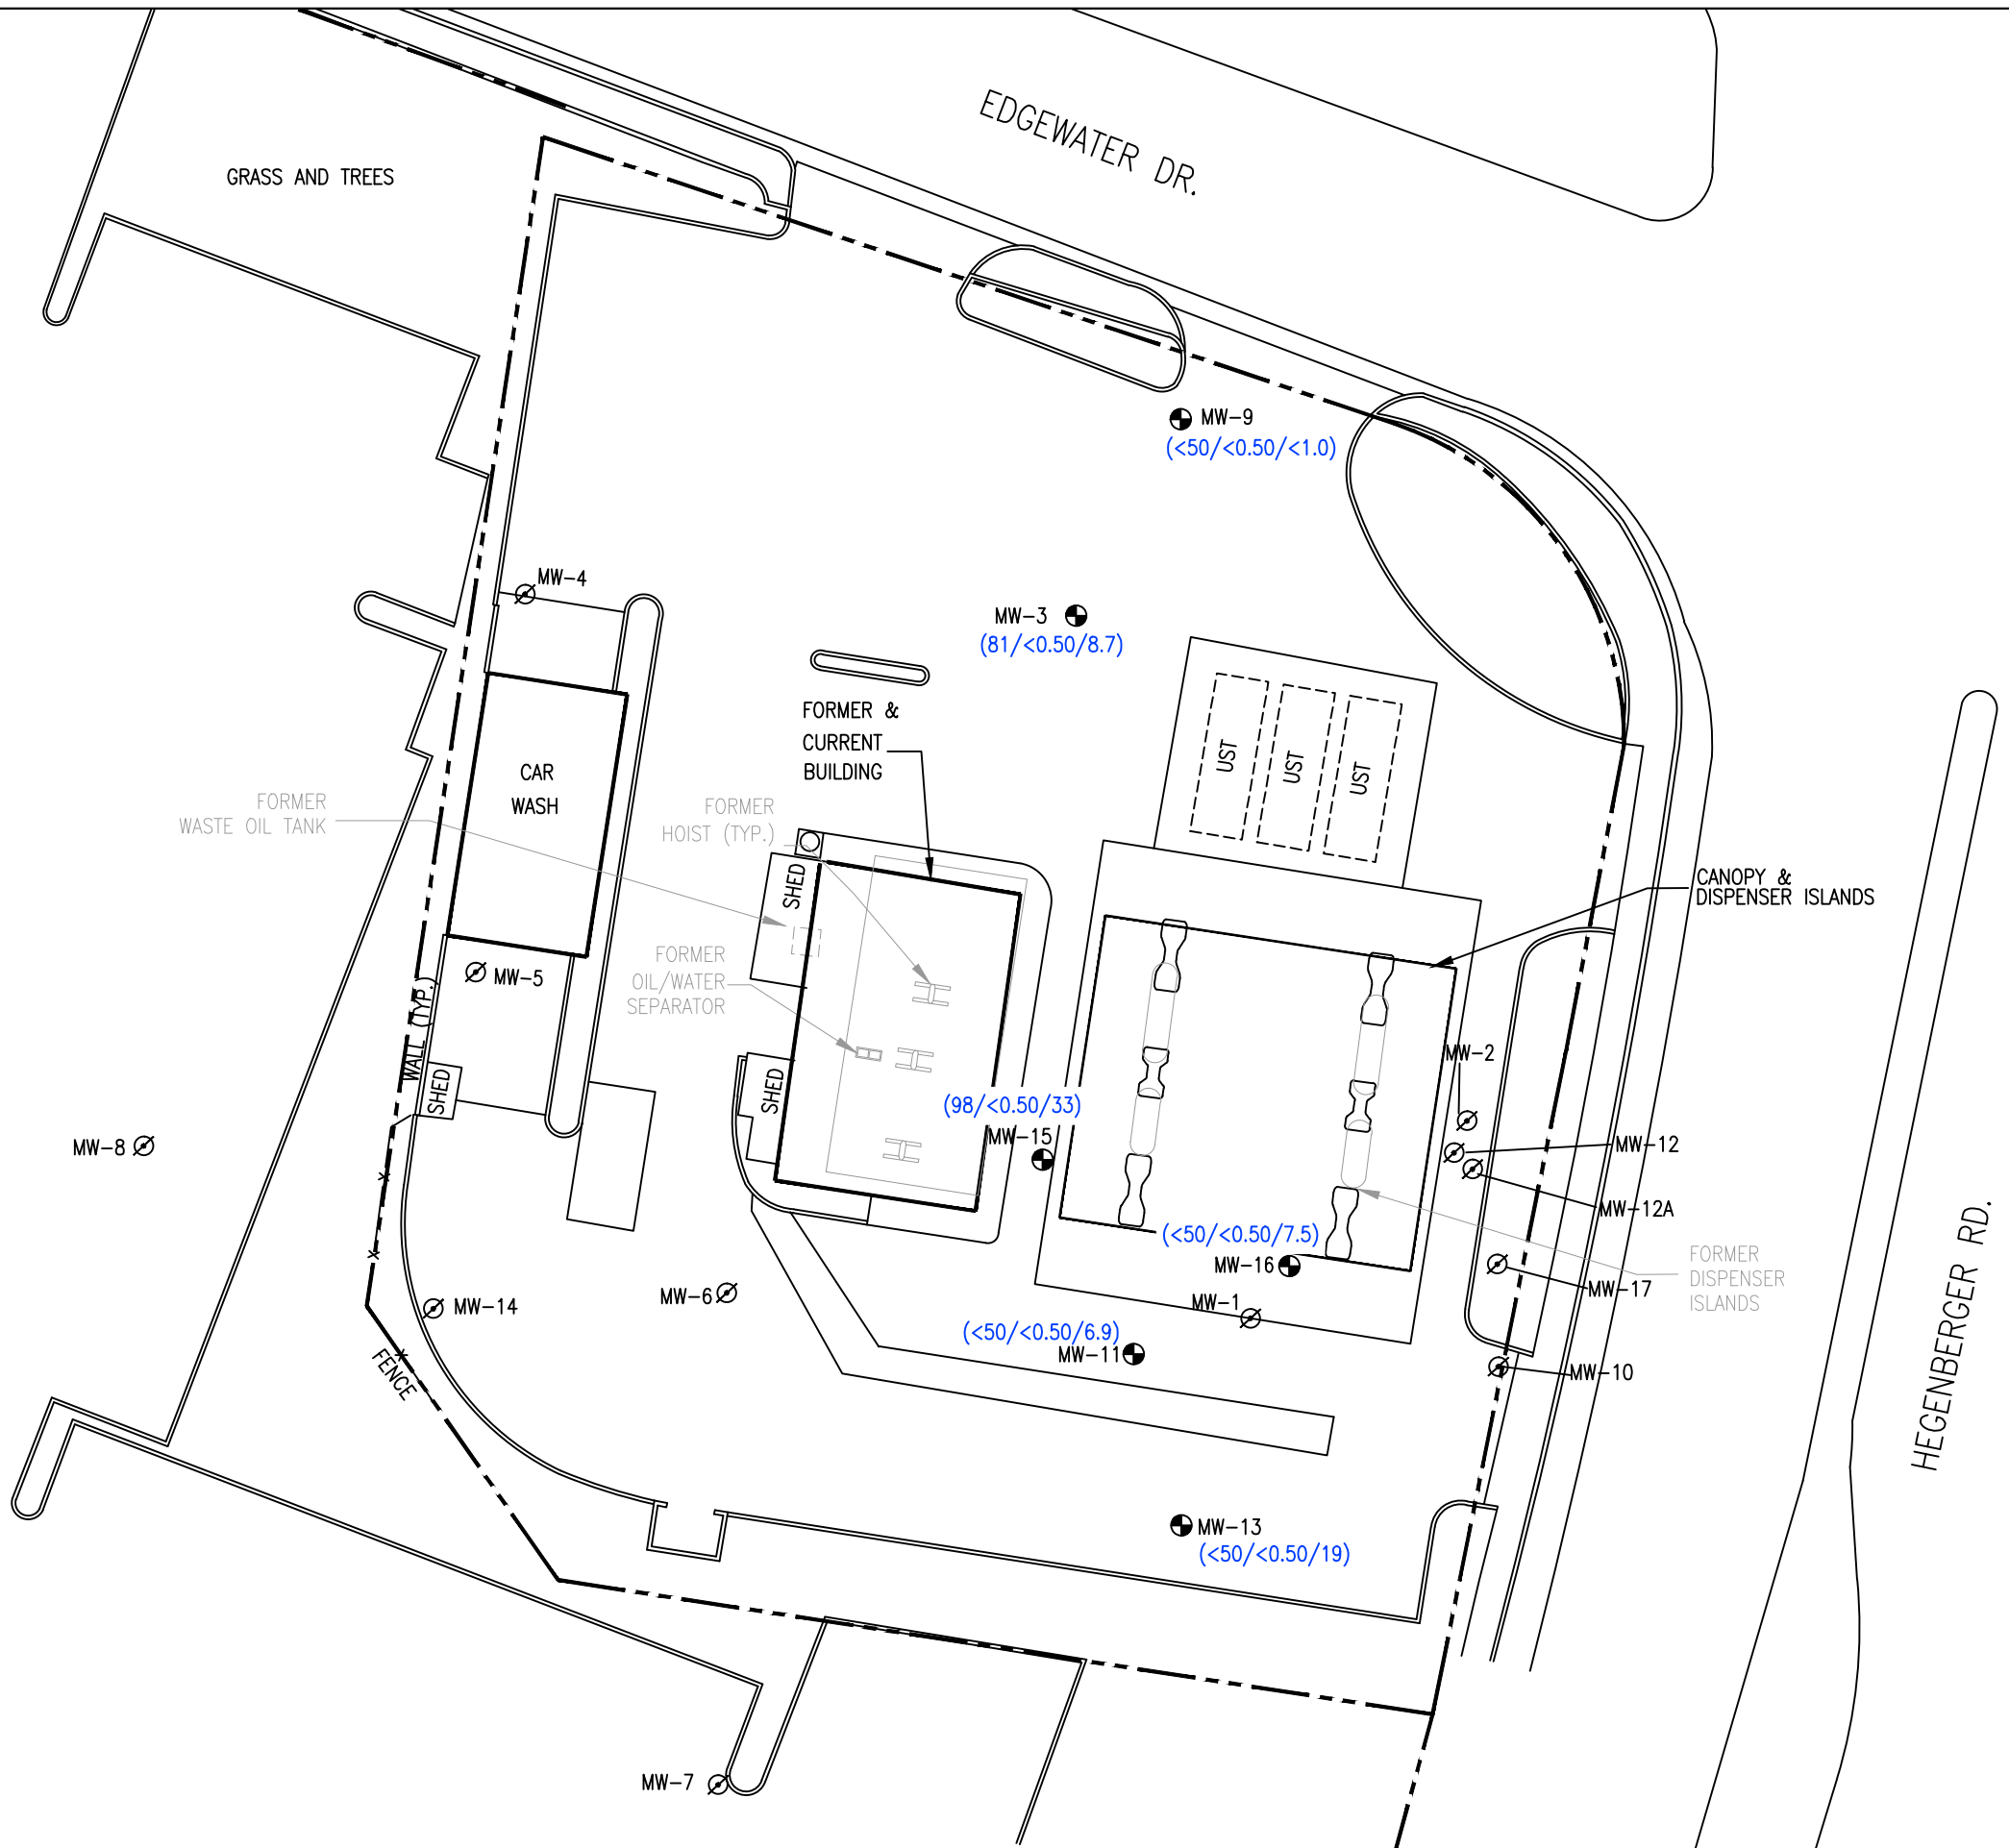 EDGEWATER DR.
GRASS AND TREES
MW-9
(<50/<0.50/<1.0)
MW-4
MW-3
(81/<0.50/8.7)
FORMER &
CURRENT
BUILDING
UST
UST
UST
CAR
WASH
FORMER
WASTE OIL TANK
FORMER
HOIST (TYP.)
SHED
CANOPY &
DISPENSER ISLANDS
FORMER
OIL/WATER
SEPARATOR
MW-5
WALL (TYP.)
SHED
SHED
MW-2
(98/<0.50/33)
MW-15
MW-8
MW-12
MW-12A
(<50/<0.50/7.5)
MW-16
FORMER
DISPENSER
ISLANDS
MW-17
HEGENBERGER RD.
MW-14
MW-6
MW-1
(<50/<0.50/6.9)
MW-11
MW-10
FENCE
MW-13
(<50/<0.50/19)
MW-7